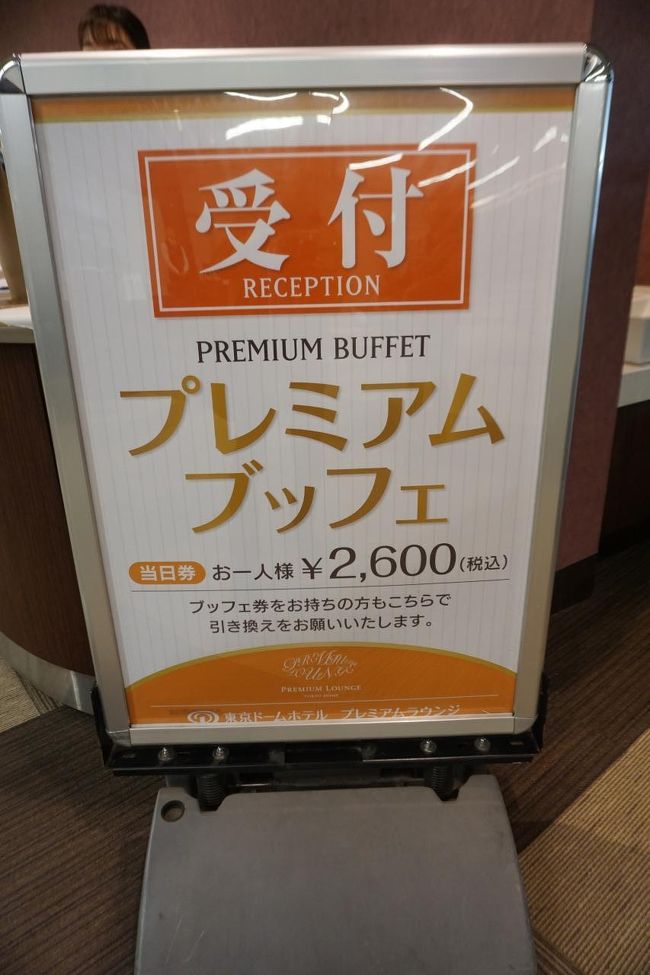 受付
RECEPTION
PREMIUM BUFFET
プレミアム
ブッフェ
当日券 お一人様 ¥2,600(税込)
ブッフェ券をお持ちの方もこちらで
引き換えをお願いいたします。
PREMIUM LOUNGE
TOKYO DOME
東京ドームホテル プレミアムラウンジ